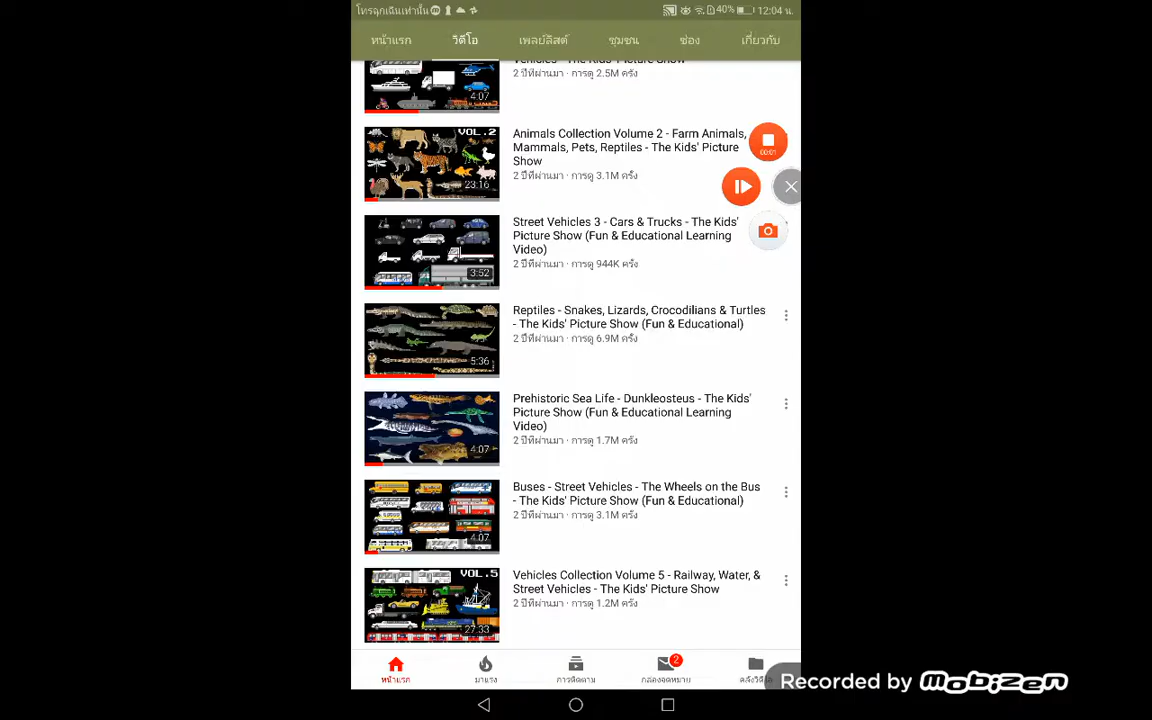 โทรฉุกเฉินเท่านั้น 40% 12:04 น.
หน้าแรก วิดีโอ เพลย์ลิสต์ ชุมชน ช่อง เกี่ยวกับ
Vehicles - The Kids' Picture Show
2 ปีที่ผ่านมา · การดู 2.5M ครั้ง
4:07
VOL.2
Animals Collection Volume 2 - Farm Animals,
Mammals, Pets, Reptiles - The Kids' Picture
Show
2 ปีที่ผ่านมา · การดู 3.1M ครั้ง
23:16
00:01
Street Vehicles 3 - Cars & Trucks - The Kids'
Picture Show (Fun & Educational Learning
Video)
2 ปีที่ผ่านมา · การดู 944K ครั้ง
3:52
Reptiles - Snakes, Lizards, Crocodilians & Turtles
- The Kids' Picture Show (Fun & Educational)
2 ปีที่ผ่านมา · การดู 6.9M ครั้ง
5:36
Prehistoric Sea Life - Dunkleosteus - The Kids'
Picture Show (Fun & Educational Learning
Video)
2 ปีที่ผ่านมา · การดู 1.7M ครั้ง
4:07
Buses - Street Vehicles - The Wheels on the Bus
- The Kids' Picture Show (Fun & Educational)
2 ปีที่ผ่านมา · การดู 3.1M ครั้ง
4:07
VOL.5
Vehicles Collection Volume 5 - Railway, Water, &
Street Vehicles - The Kids' Picture Show
2 ปีที่ผ่านมา · การดู 1.2M ครั้ง
27:33
2
หน้าแรก มาแรง การติดตาม กล่องจดหมาย คลังวิดีโอ
Recorded by mobizen